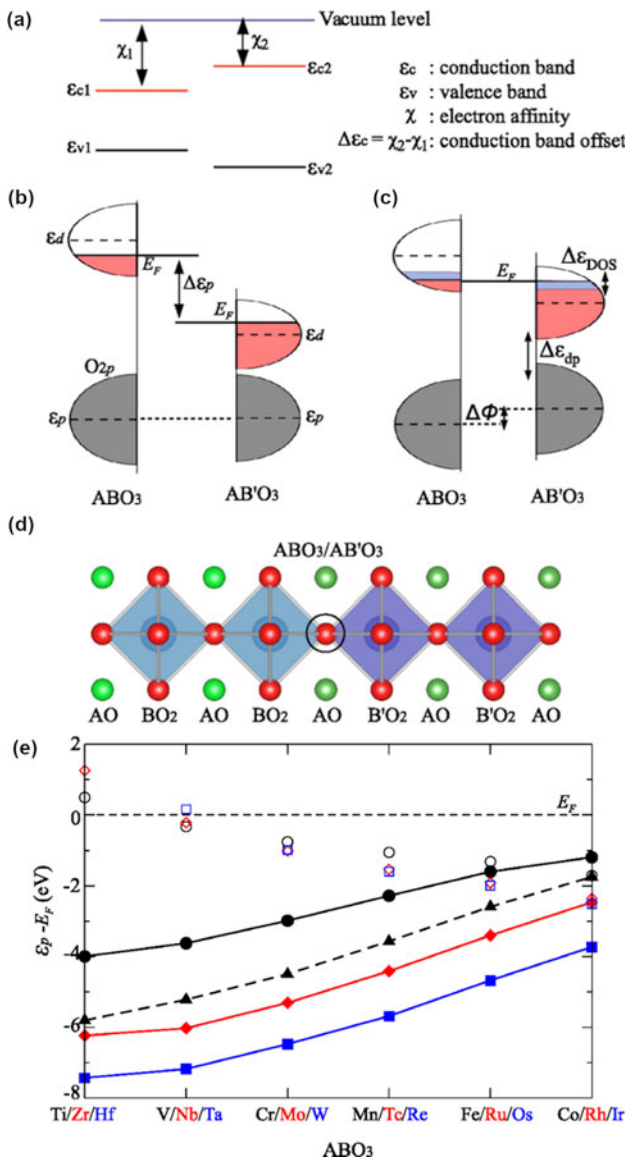 (a)
Vacuum level
χ1
χ2
εc2
εc1
εv1
εv2
εc : conduction band
εv : valence band
χ : electron affinity
Δεc = χ2-χ1: conduction band offset
(b)
εd
EF
Δεp
EF
εd
O2p
εp
εp
ABO3
AB'O3
(c)
EF
ΔεDOS
Δεdp
ΔΦ
ABO3
AB'O3
(d)
ABO3/AB'O3
AO BO2 AO BO2 AO B'O2 AO B'O2 AO
(e)
2
0
-2
-4
-6
-8
εp-EF (eV)
EF
Ti/Zr/Hf V/Nb/Ta Cr/Mo/W Mn/Tc/Re Fe/Ru/Os Co/Rh/Ir
ABO3